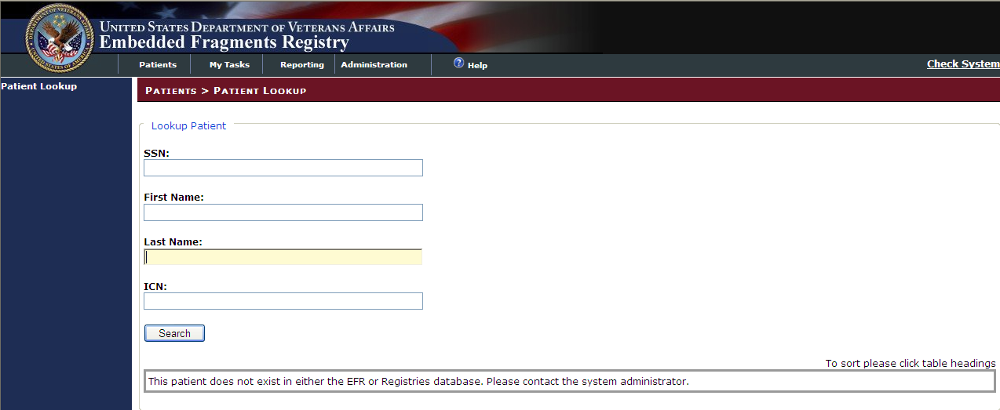 UNITED STATES DEPARTMENT OF VETERANS AFFAIRS
Embedded Fragments Registry
Patients My Tasks Reporting Administration ? Help Check System
Patient Lookup
PATIENTS > PATIENT LOOKUP
Lookup Patient
SSN:
First Name:
Last Name:
ICN:
Search
To sort please click table headings
This patient does not exist in either the EFR or Registries database. Please contact the system administrator.